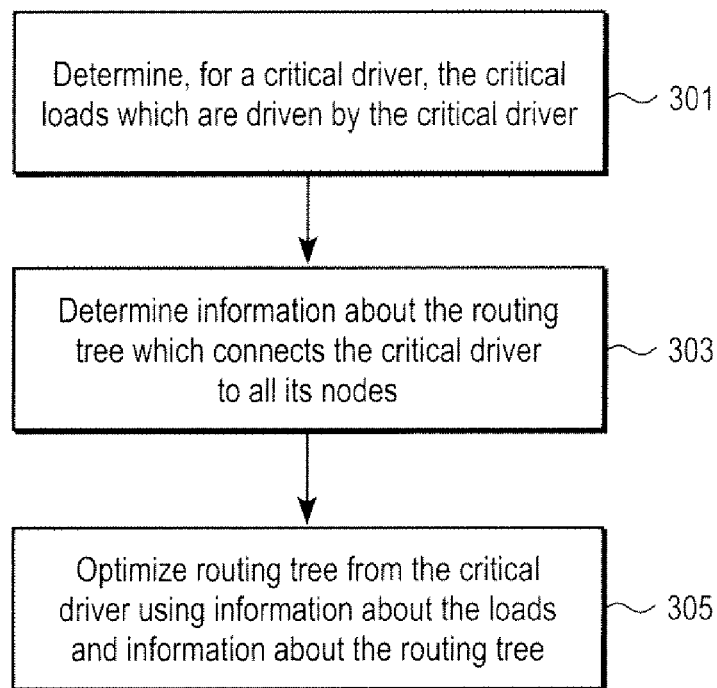 Determine, for a critical driver, the critical
loads which are driven by the critical driver
301
Determine information about the routing
tree which connects the critical driver
to all its nodes
303
Optimize routing tree from the critical
driver using information about the loads
and information about the routing tree
305